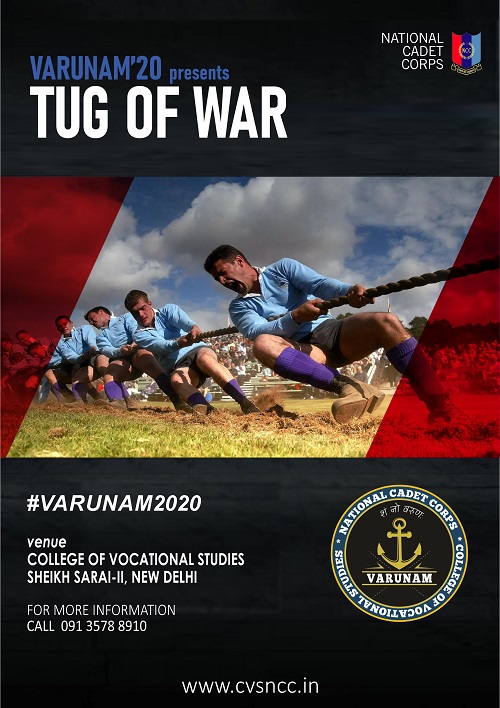 NATIONAL
CADET
CORPS
NCC
VARUNAM'20 presents
TUG OF WAR
#VARUNAM2020
venue
COLLEGE OF VOCATIONAL STUDIES
SHEIKH SARAI-II, NEW DELHI
FOR MORE INFORMATION
CALL 091 3578 8910
NATIONAL CADET CORPS
शं नो वरुणः
VARUNAM
COLLEGE OF VOCATIONAL STUDIES
www.cvsncc.in